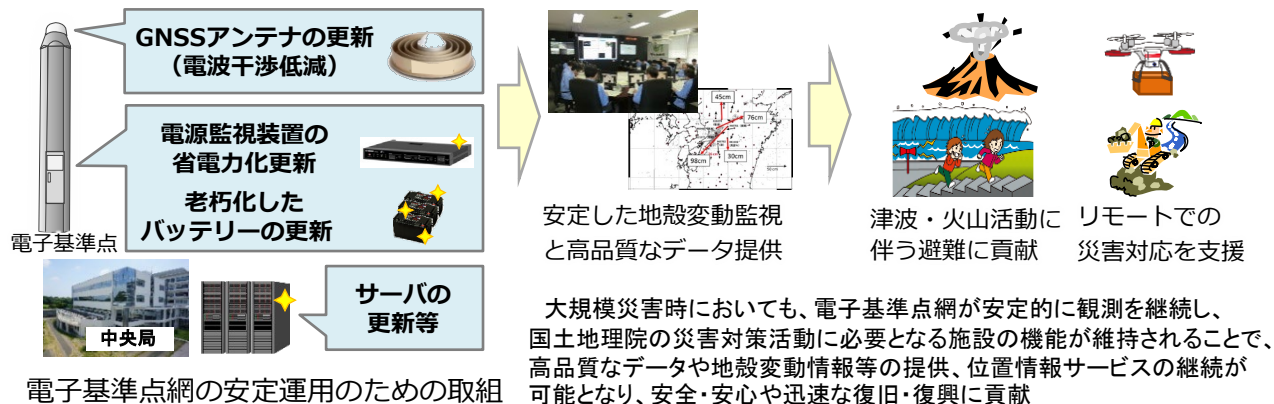 GNSSアンテナの更新
（電波干渉低減）
電源監視装置の
省電力化更新
老朽化した
バッテリーの更新
電子基準点
中央局
サーバの
更新等
電子基準点網の安定運用のための取組
45cm
76cm
98cm
30cm
安定した地殻変動監視
と高品質なデータ提供
津波・火山活動に
伴う避難に貢献
リモートでの
災害対応を支援
大規模災害時においても、電子基準点網が安定的に観測を継続し、
国土地理院の災害対策活動に必要となる施設の機能が維持されることで、
高品質なデータや地殻変動情報等の提供、位置情報サービスの継続が
可能となり、安全・安心や迅速な復旧・復興に貢献